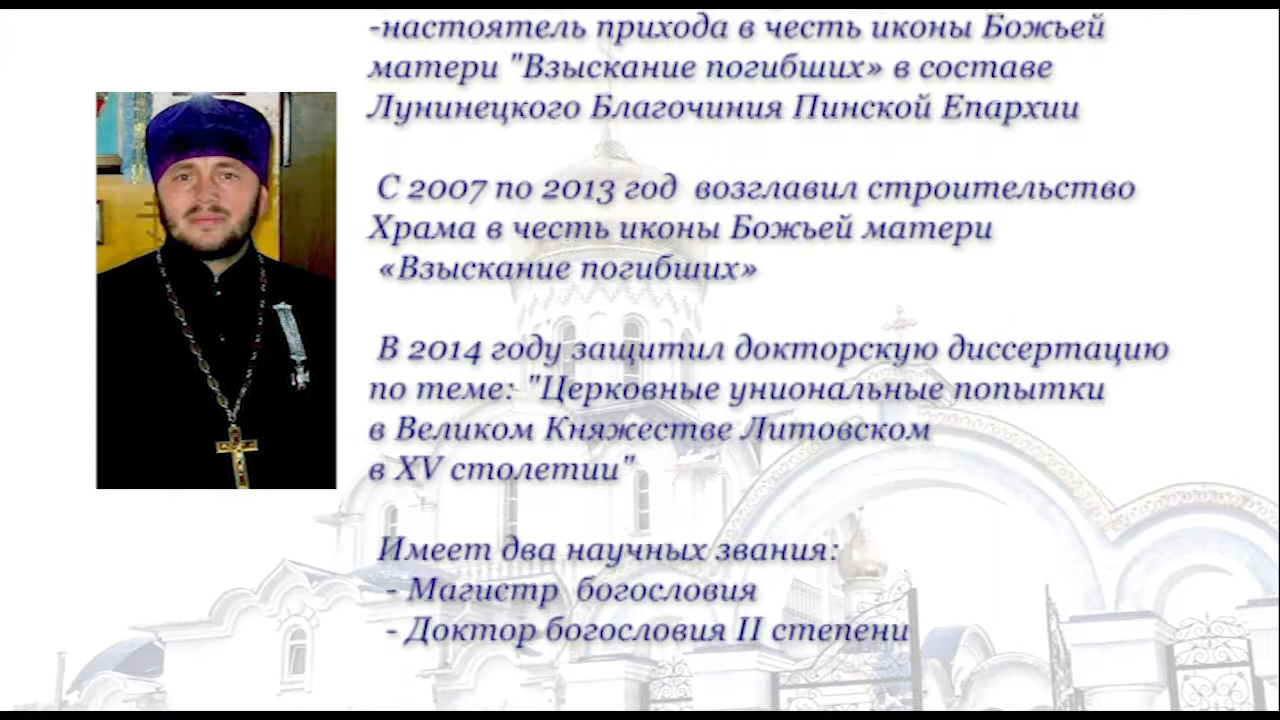 -настоятель прихода в честь иконы Божьей
матери "Взыскание погибших» в составе
Лунинецкого Благочиния Пинской Епархии
С 2007 по 2013 год возглавил строительство
Храма в честь иконы Божьей матери
«Взыскание погибших»
В 2014 году защитил докторскую диссертацию
по теме: "Церковные униональные попытки
в Великом Княжестве Литовском
в XV столетии"
Имеет два научных звания:
- Магистр богословия
- Доктор богословия II степени